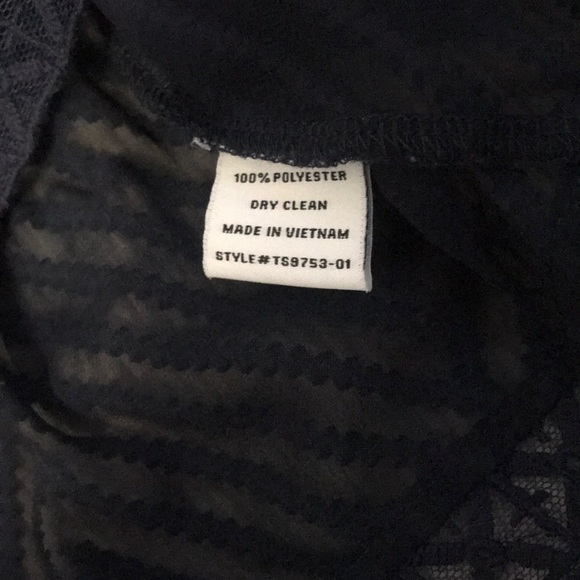 100% POLYESTER
DRY CLEAN
MADE IN VIETNAM
STYLE#TS9753-01